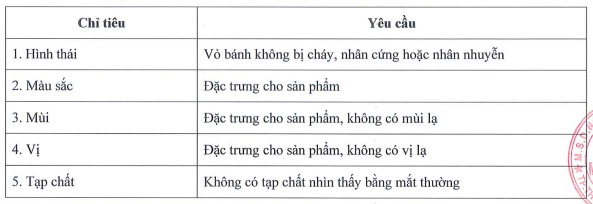 Chỉ tiêu Yêu cầu
1. Hình thái Vỏ bánh không bị cháy, nhân cứng hoặc nhân nhuyễn
2. Màu sắc Đặc trưng cho sản phẩm
3. Mùi Đặc trưng cho sản phẩm, không có mùi lạ
4. Vị Đặc trưng cho sản phẩm, không có vị lạ
5. Tạp chất Không có tạp chất nhìn thấy bằng mắt thường
M.S.D.N